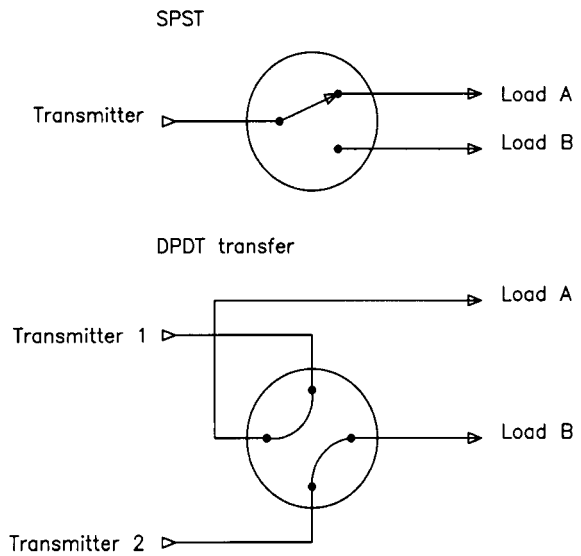 SPST
Transmitter
Load A
Load B
DPDT transfer
Load A
Transmitter 1
Load B
Transmitter 2